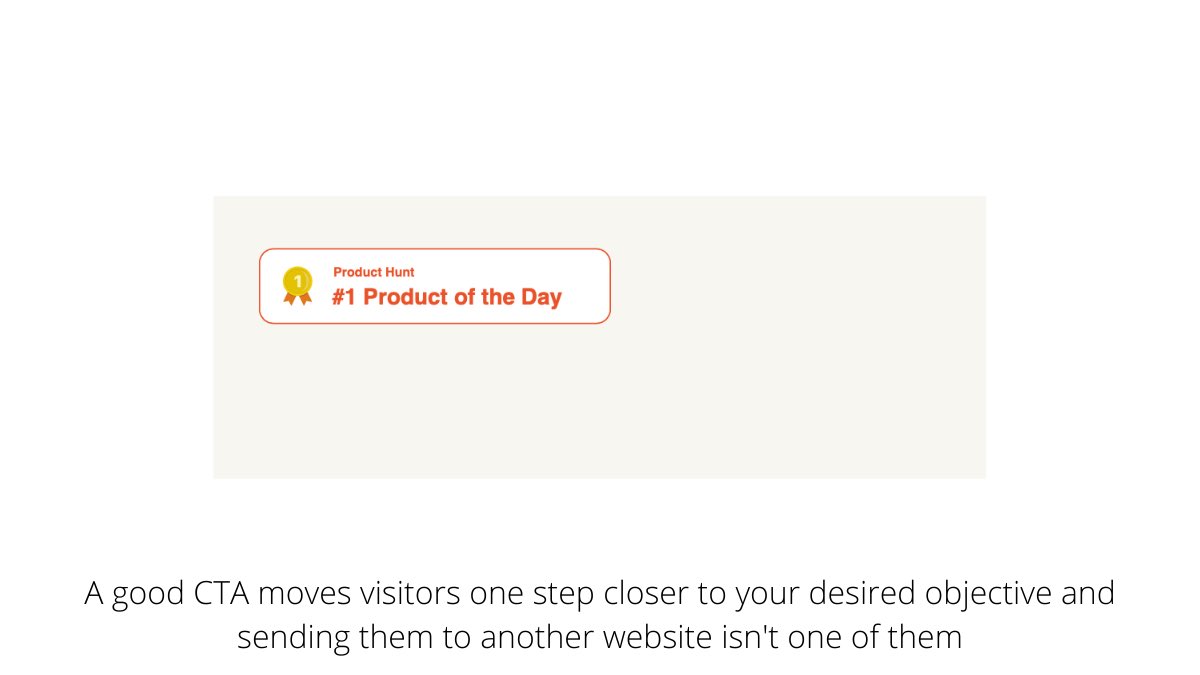 1
Product Hunt
#1 Product of the Day
A good CTA moves visitors one step closer to your desired objective and
sending them to another website isn't one of them